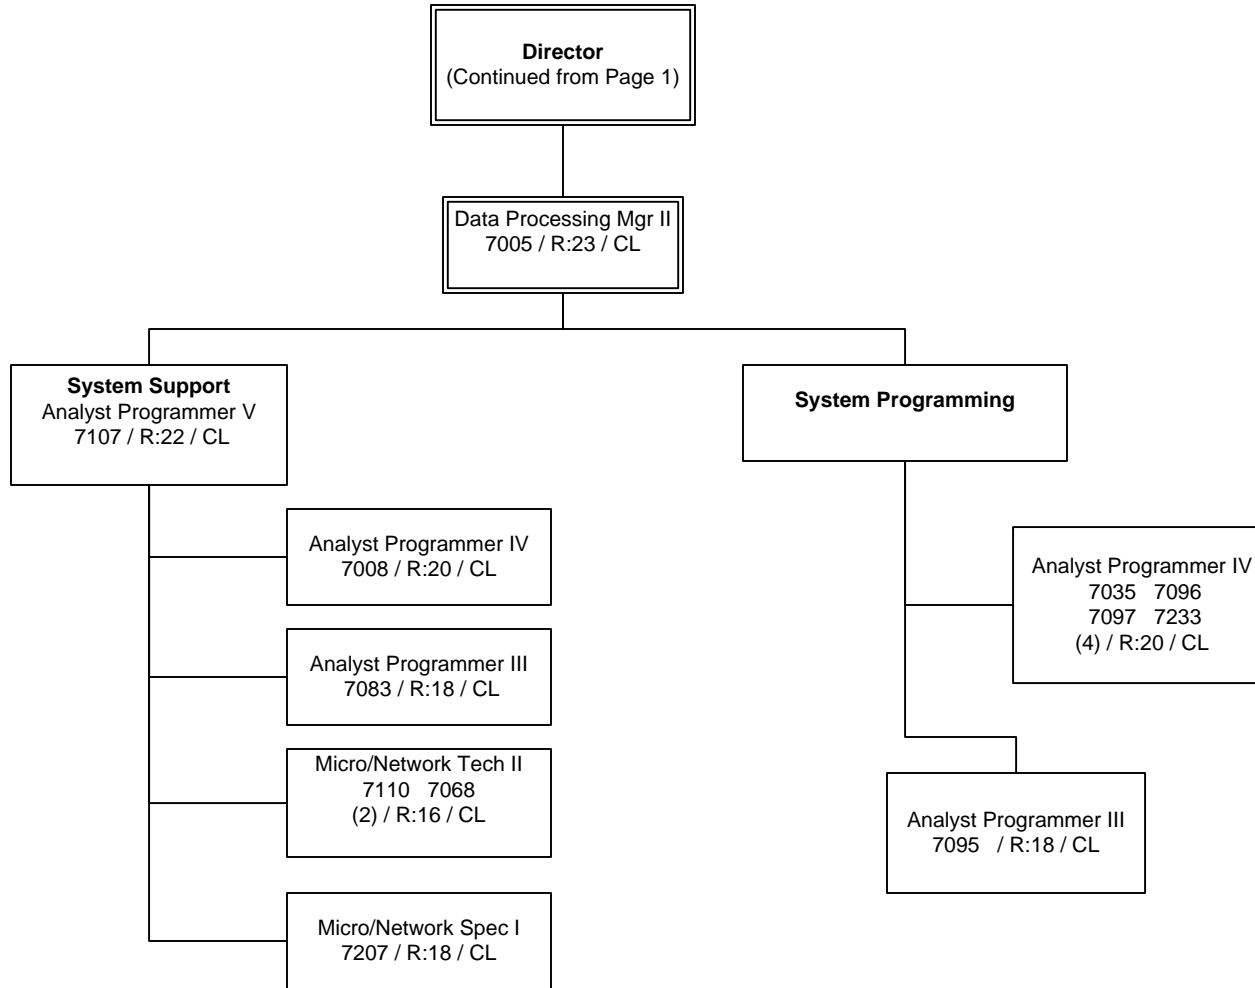 Director
(Continued from Page 1)
Data Processing Mgr II
7005 / R:23 / CL
System Support
Analyst Programmer V
7107 / R:22 / CL
System Programming
Analyst Programmer IV
7008 / R:20 / CL
Analyst Programmer III
7083 / R:18 / CL
Micro/Network Tech II
7110 7068
(2) / R:16 / CL
Micro/Network Spec I
7207 / R:18 / CL
Analyst Programmer IV
7035 7096
7097 7233
(4) / R:20 / CL
Analyst Programmer III
7095 / R:18 / CL